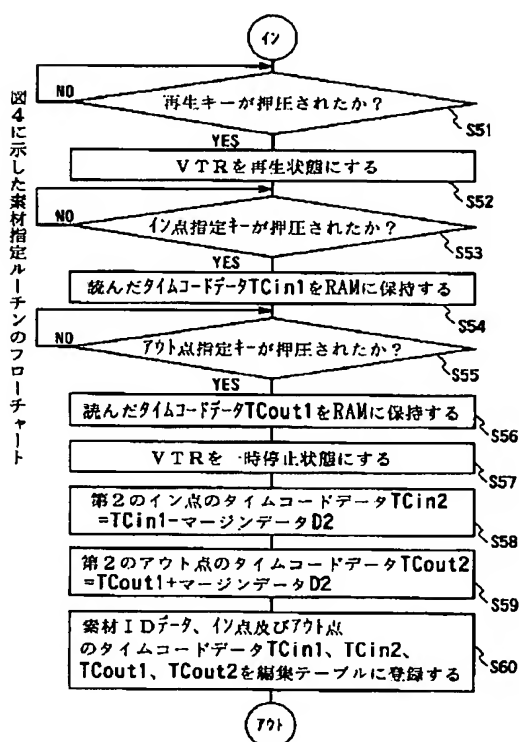 図4に示した素材指定ルーチンのフローチャート
イン
再生キーが押圧されたか？
NO
S51
YES
VTRを再生状態にする
S52
イン点指定キーが押圧されたか？
NO
S53
YES
読んだタイムコードデータTCin1をRAMに保持する
S54
アウト点指定キーが押圧されたか？
NO
S55
YES
読んだタイムコードデータTCout1をRAMに保持する
S56
VTRを一時停止状態にする
S57
第2のイン点のタイムコードデータTCin2
=TCin1-マージンデータD2
S58
第2のアウト点のタイムコードデータTCout2
=TCout1+マージンデータD2
S59
素材IDデータ、イン点及びアウト点
のタイムコードデータTCin1、TCin2、
TCout1、TCout2を編集テーブルに登録する
S60
アウト